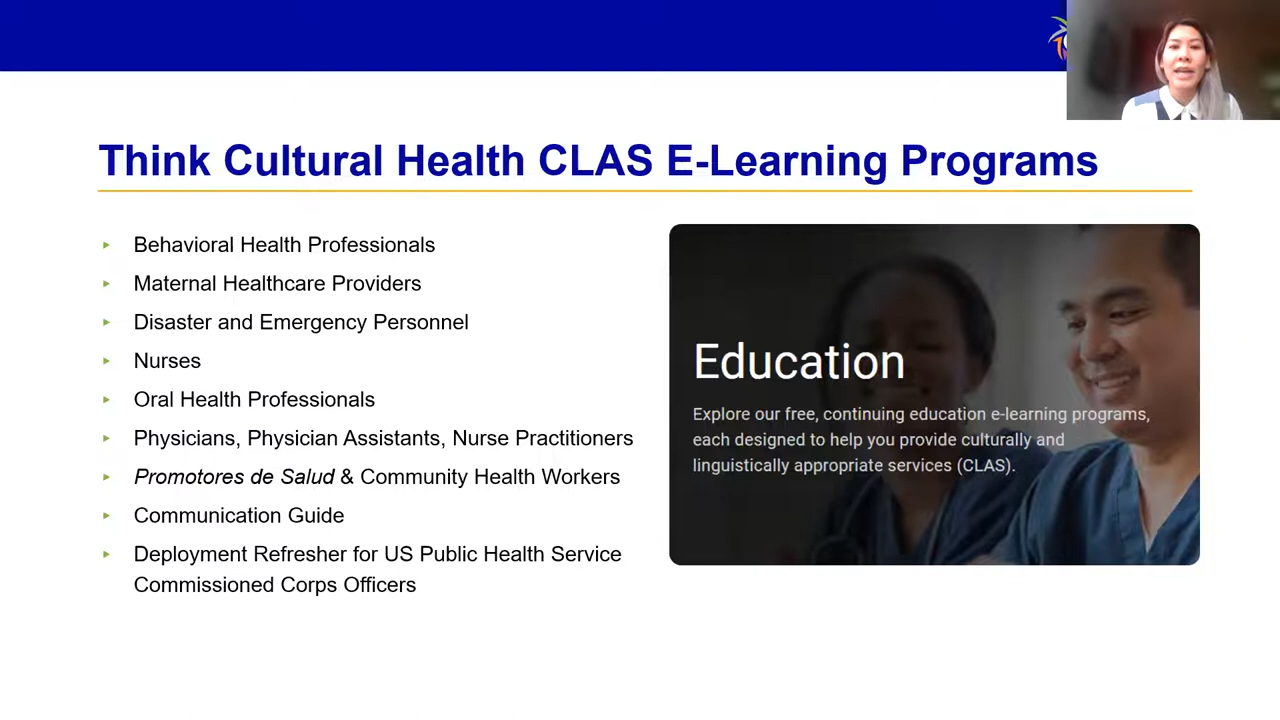 Think Cultural Health CLAS E-Learning Programs
Behavioral Health Professionals
Maternal Healthcare Providers
Disaster and Emergency Personnel
Nurses
Oral Health Professionals
Physicians, Physician Assistants, Nurse Practitioners
Promotores de Salud & Community Health Workers
Communication Guide
Deployment Refresher for US Public Health Service
Commissioned Corps Officers
Education
Explore our free, continuing education e-learning programs,
each designed to help you provide culturally and
linguistically appropriate services (CLAS).